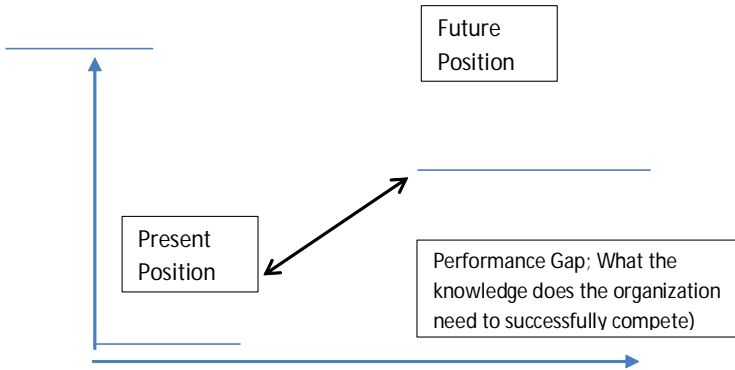 Future
Position
Present
Position
Performance Gap; What the
knowledge does the organization
need to successfully compete)